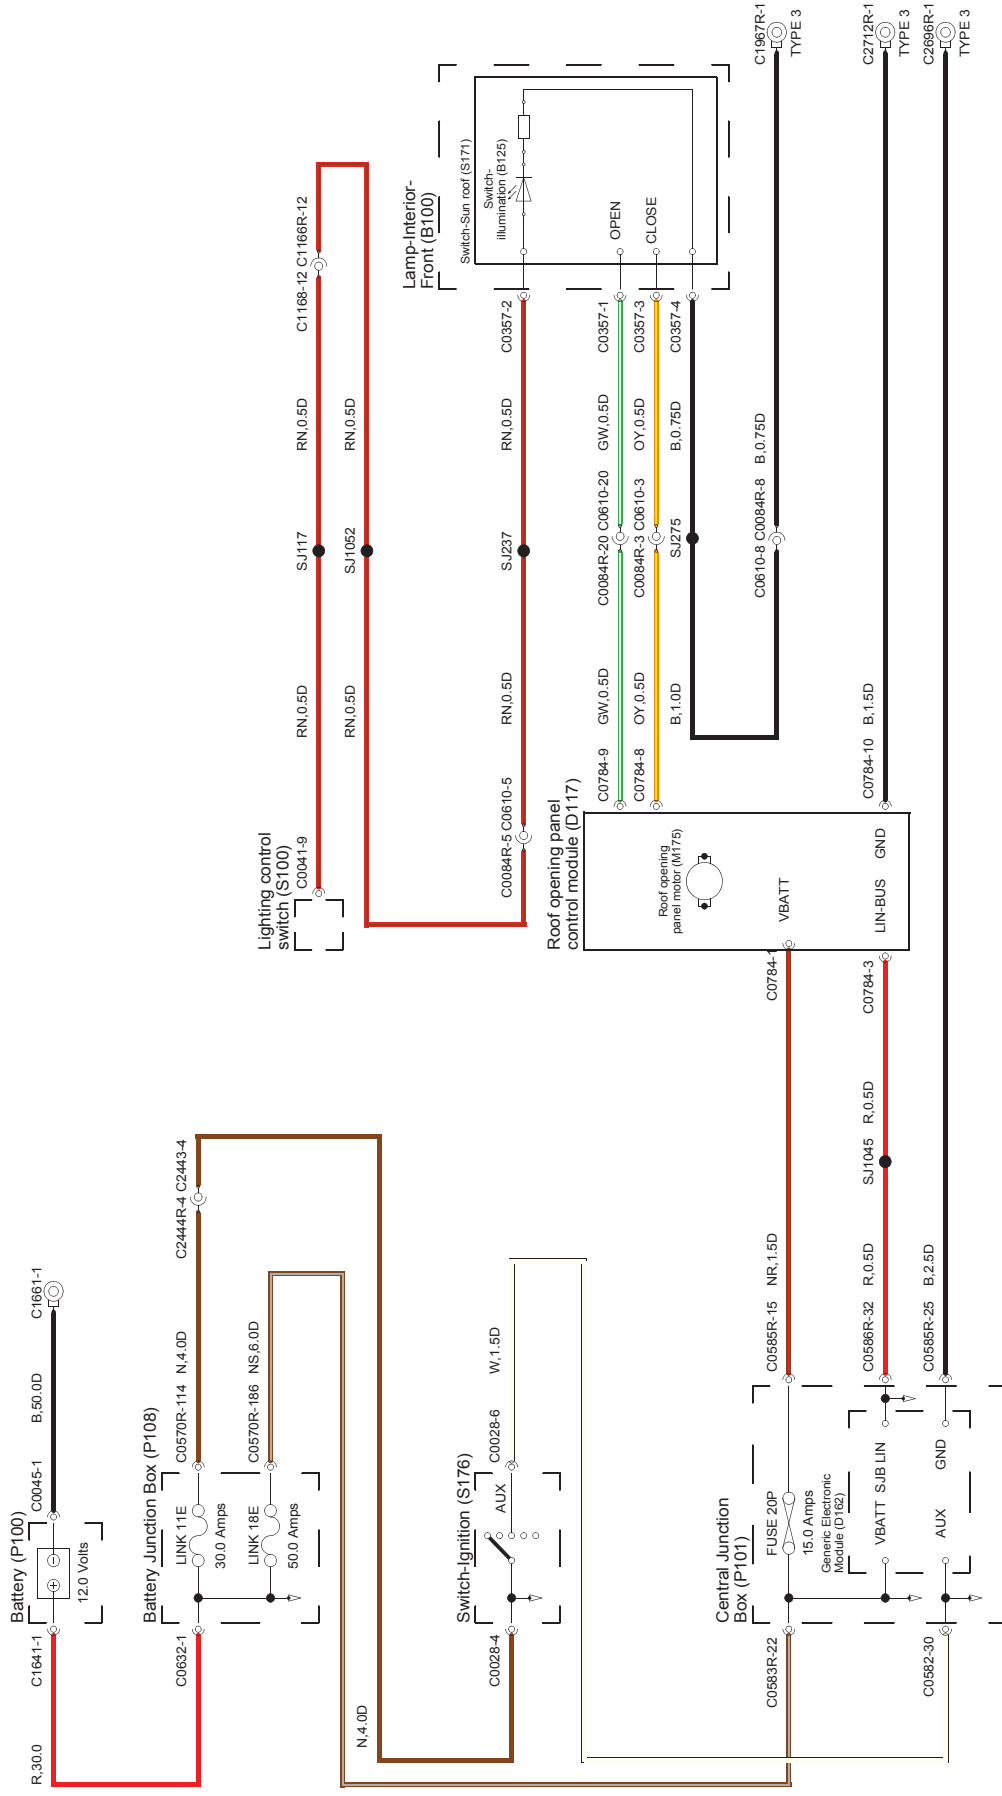 Battery (P100)
12.0 Volts
C1641-1
R,30.0
C0045-1
B,50.0D
C1661-1
Battery Junction Box (P108)
C0632-1
LINK 11E
30.0 Amps
LINK 18E
50.0 Amps
C0570R-114
N,4.0D
C2444R-4
C2443-4
C0570R-186
NS,6.0D
N,4.0D
Switch-Ignition (S176)
C0028-4
AUX
C0028-6
W,1.5D
Central Junction
Box (P101)
C0583R-22
C0582-30
FUSE 20P
15.0 Amps
Generic Electronic
Module (D162)
VBATT
SJB LIN
AUX
GND
C0585R-15
NR,1.5D
C0784-1
C0586R-32
R,0.5D
SJ1045
R,0.5D
C0784-3
C0585R-25
B,2.5D
C2696R-1
TYPE 3
Lighting control
switch (S100)
C0041-9
RN,0.5D
SJ117
RN,0.5D
C1168-12
C1166R-12
RN,0.5D
SJ1052
RN,0.5D
C0084R-5
C0610-5
RN,0.5D
SJ237
RN,0.5D
C0357-2
Roof opening panel
control module (D117)
Roof opening
panel motor (M175)
VBATT
LIN-BUS
GND
C0784-9
GW,0.5D
C0084R-20
C0610-20
GW,0.5D
C0357-1
C0784-8
OY,0.5D
C0084R-3
C0610-3
OY,0.5D
C0357-3
B,1.0D
SJ275
B,0.75D
C0357-4
C0610-8
C0084R-8
B,0.75D
C1967R-1
TYPE 3
C0784-10
B,1.5D
C2712R-1
TYPE 3
Lamp-Interior-
Front (B100)
Switch-Sun roof (S171)
Switch-
illumination (B125)
OPEN
CLOSE